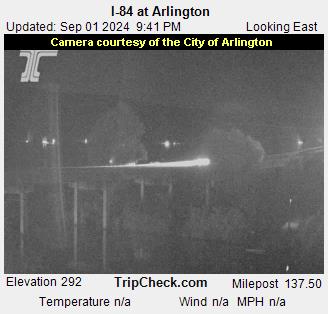 I-84 at Arlington
Updated: Sep 01 2024 9:41 PM Looking East
Camera courtesy of the City of Arlington
Elevation 292 TripCheck.com Milepost 137.50
Temperature n/a Wind n/a MPH n/a